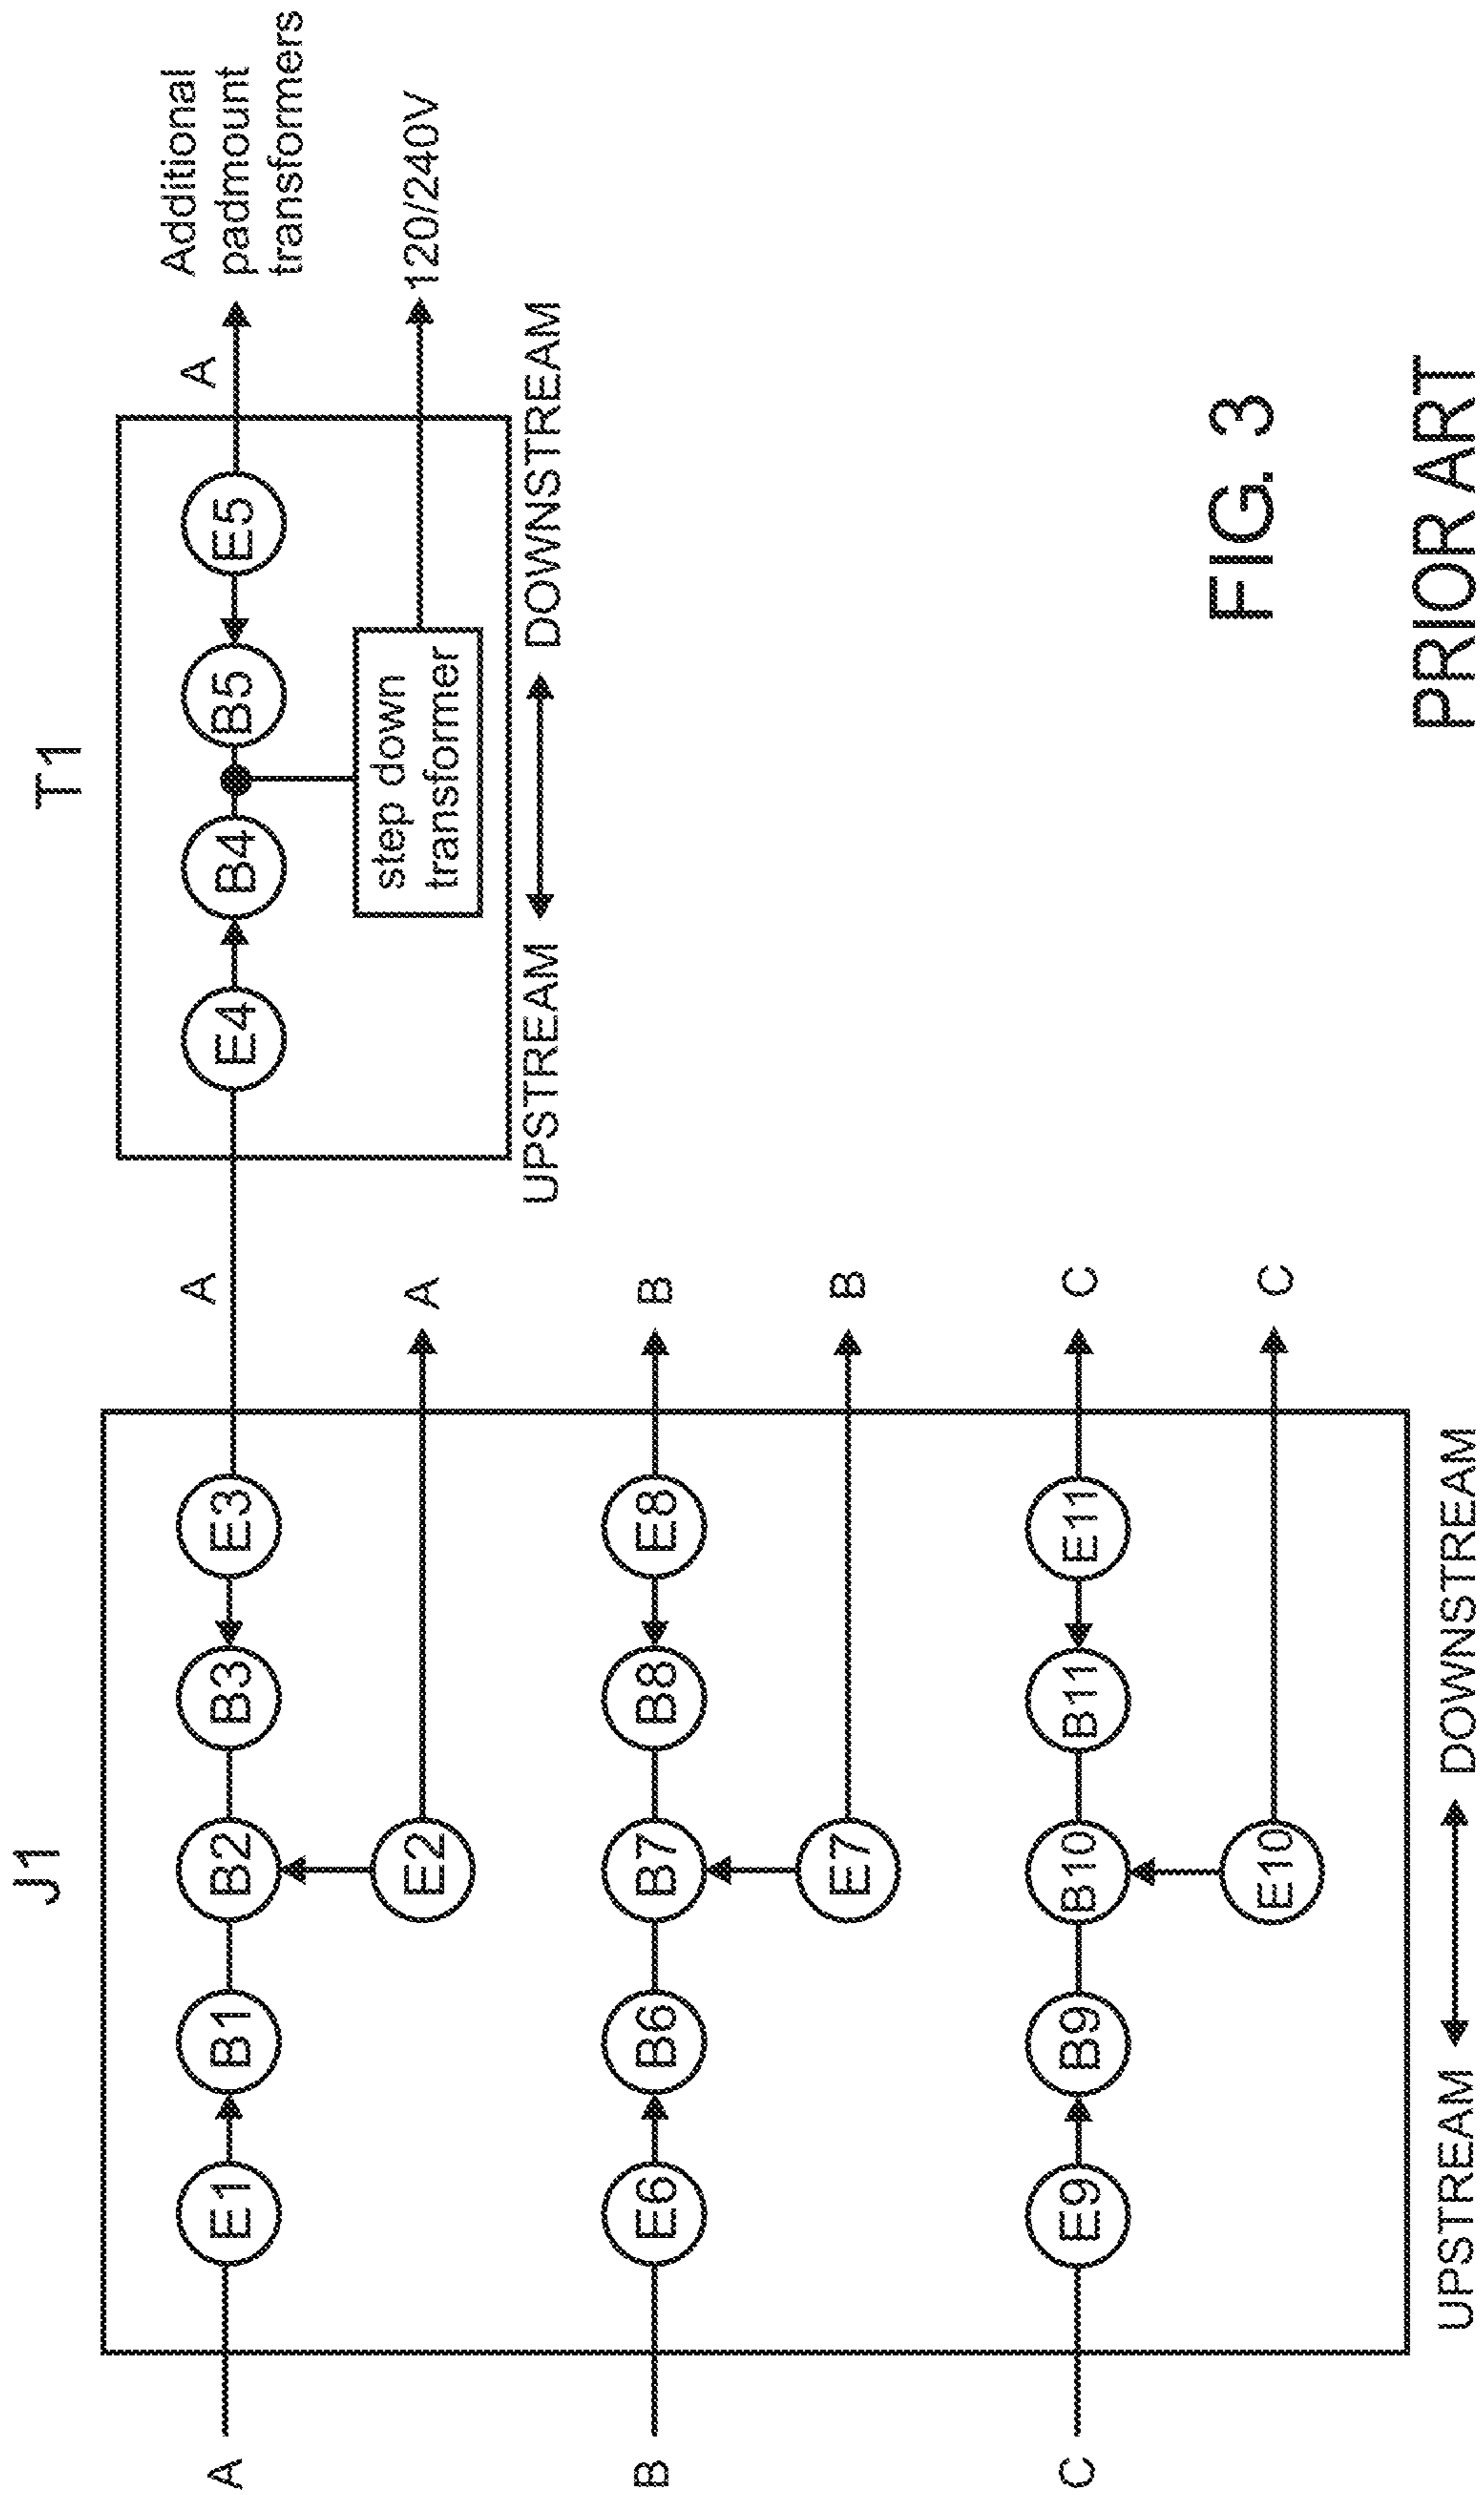 J1
T1
A
E1
B1
B2
B3
E3
A
E4
B4
B5
E5
A
Additional
padmount
transformers
E2
A
step down
transformer
120/240V
UPSTREAM
DOWNSTREAM
B
E6
B6
B7
B8
E8
B
E7
B
C
E9
B9
B10
B11
E11
C
E10
C
UPSTREAM
DOWNSTREAM
FIG. 3
PRIOR ART